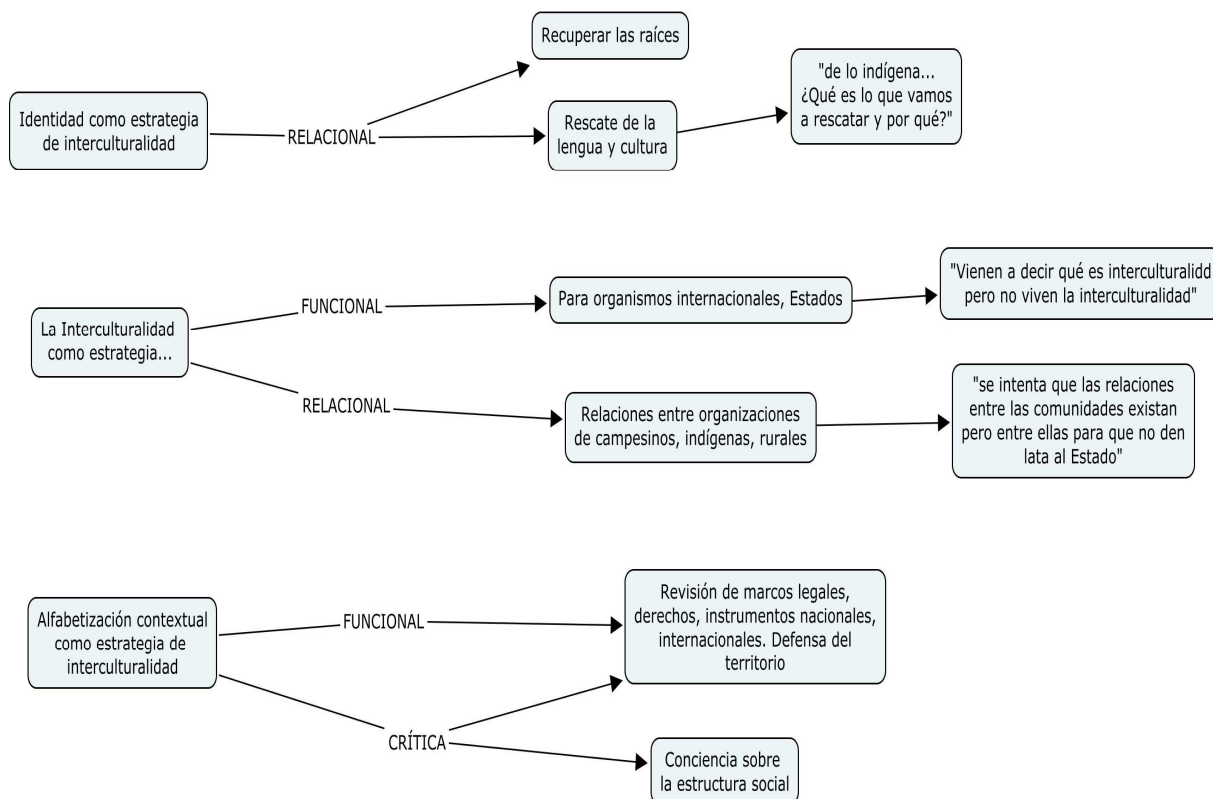 Identidad como estrategia
de interculturalidad
RELACIONAL
Recuperar las raíces
Rescate de la
lengua y cultura
"de lo indígena...
¿Qué es lo que vamos
a rescatar y por qué?"
La Interculturalidad
como estrategia...
FUNCIONAL
Para organismos internacionales, Estados
"Vienen a decir qué es interculturalidd
pero no viven la interculturalidad"
RELACIONAL
Relaciones entre organizaciones
de campesinos, indígenas, rurales
"se intenta que las relaciones
entre las comunidades existan
pero entre ellas para que no den
lata al Estado"
Alfabetización contextual
como estrategia de
interculturalidad
FUNCIONAL
Revisión de marcos legales,
derechos, instrumentos nacionales,
internacionales. Defensa del
territorio
CRÍTICA
Conciencia sobre
la estructura social